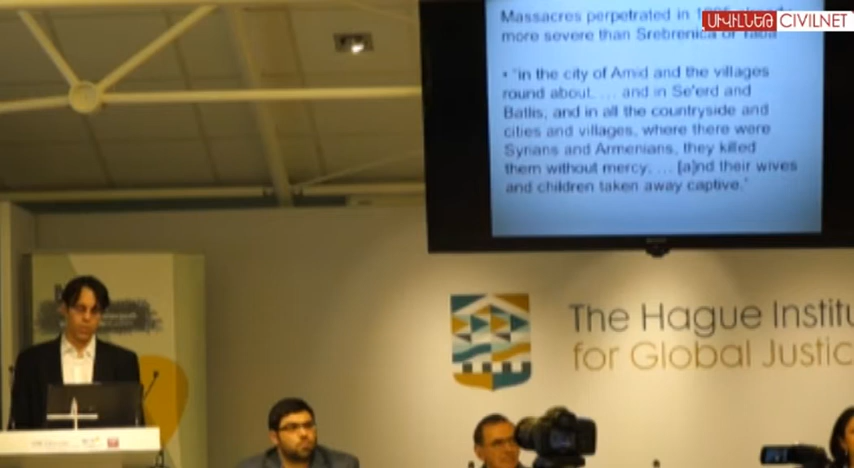 Massacres perpetrated in
more severe than Srebrenica or
ՍԻՎԻԼՆԵԹ CIVILNET
• "in the city of Amid and the villages
round about, ... and in Se'erd and
Batlis, and in all the countryside and
cities and villages, where there were
Syrians and Armenians, they killed
them without mercy, ... [a]nd their wives
and children taken away captive."
The Hague Institu
for Global Justic